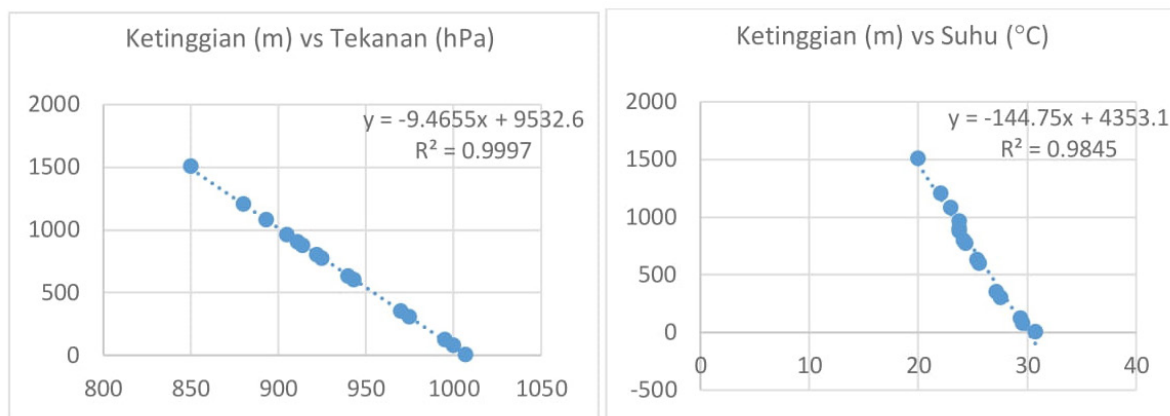 Ketinggian (m) vs Tekanan (hPa)
2000
y = -9.4655x + 9532.6
R² = 0.9997
1500
1000
500
0
800 850 900 950 1000 1050
Ketinggian (m) vs Suhu (°C)
2000
y = -144.75x + 4353.1
R² = 0.9845
1500
1000
500
0
0 10 20 30 40
-500